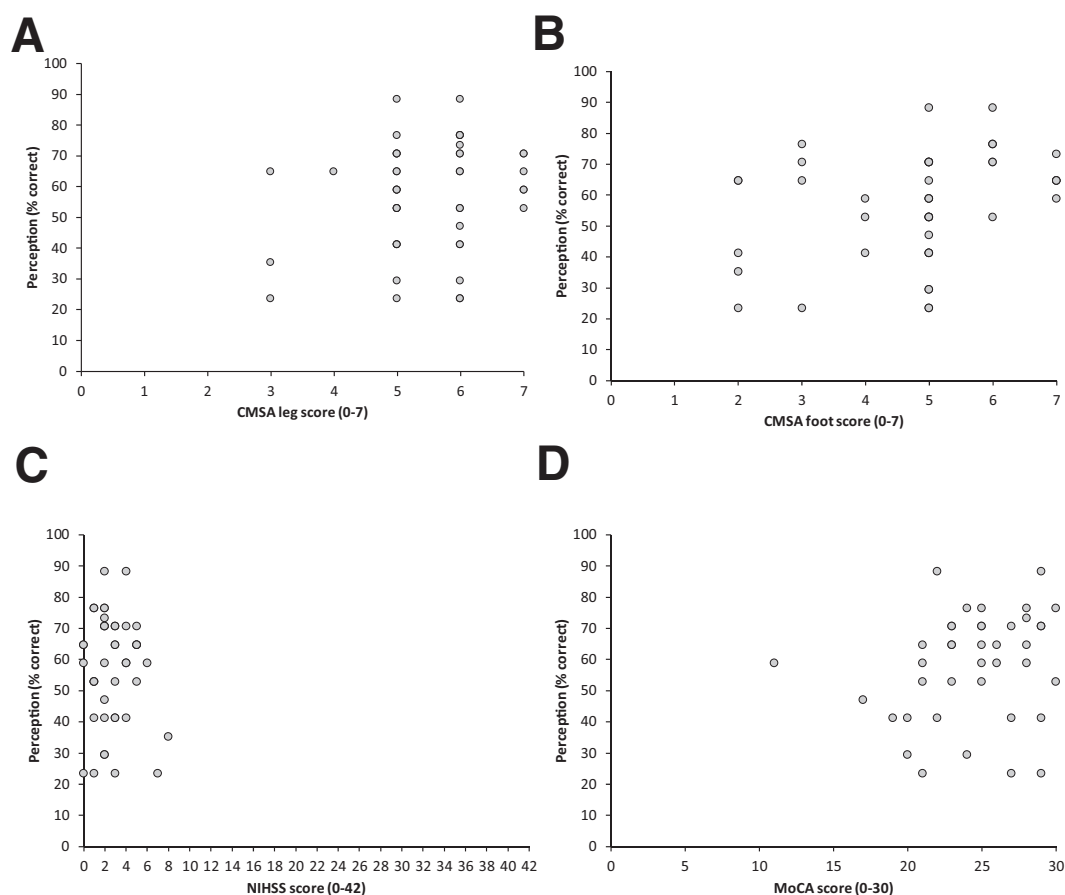 A
B
100
90
80
70
60
50
40
30
20
10
0
Perception (% correct)
0 1 2 3 4 5 6 7
CMSA leg score (0-7)
100
90
80
70
60
50
40
30
20
10
0
Perception (% correct)
0 1 2 3 4 5 6 7
CMSA foot score (0-7)
C
D
100
90
80
70
60
50
40
30
20
10
0
Perception (% correct)
0 2 4 6 8 10 12 14 16 18 20 22 24 26 28 30 32 34 36 38 40 42
NIHSS score (0-42)
100
90
80
70
60
50
40
30
20
10
0
Perception (% correct)
0 5 10 15 20 25 30
MoCA score (0-30)